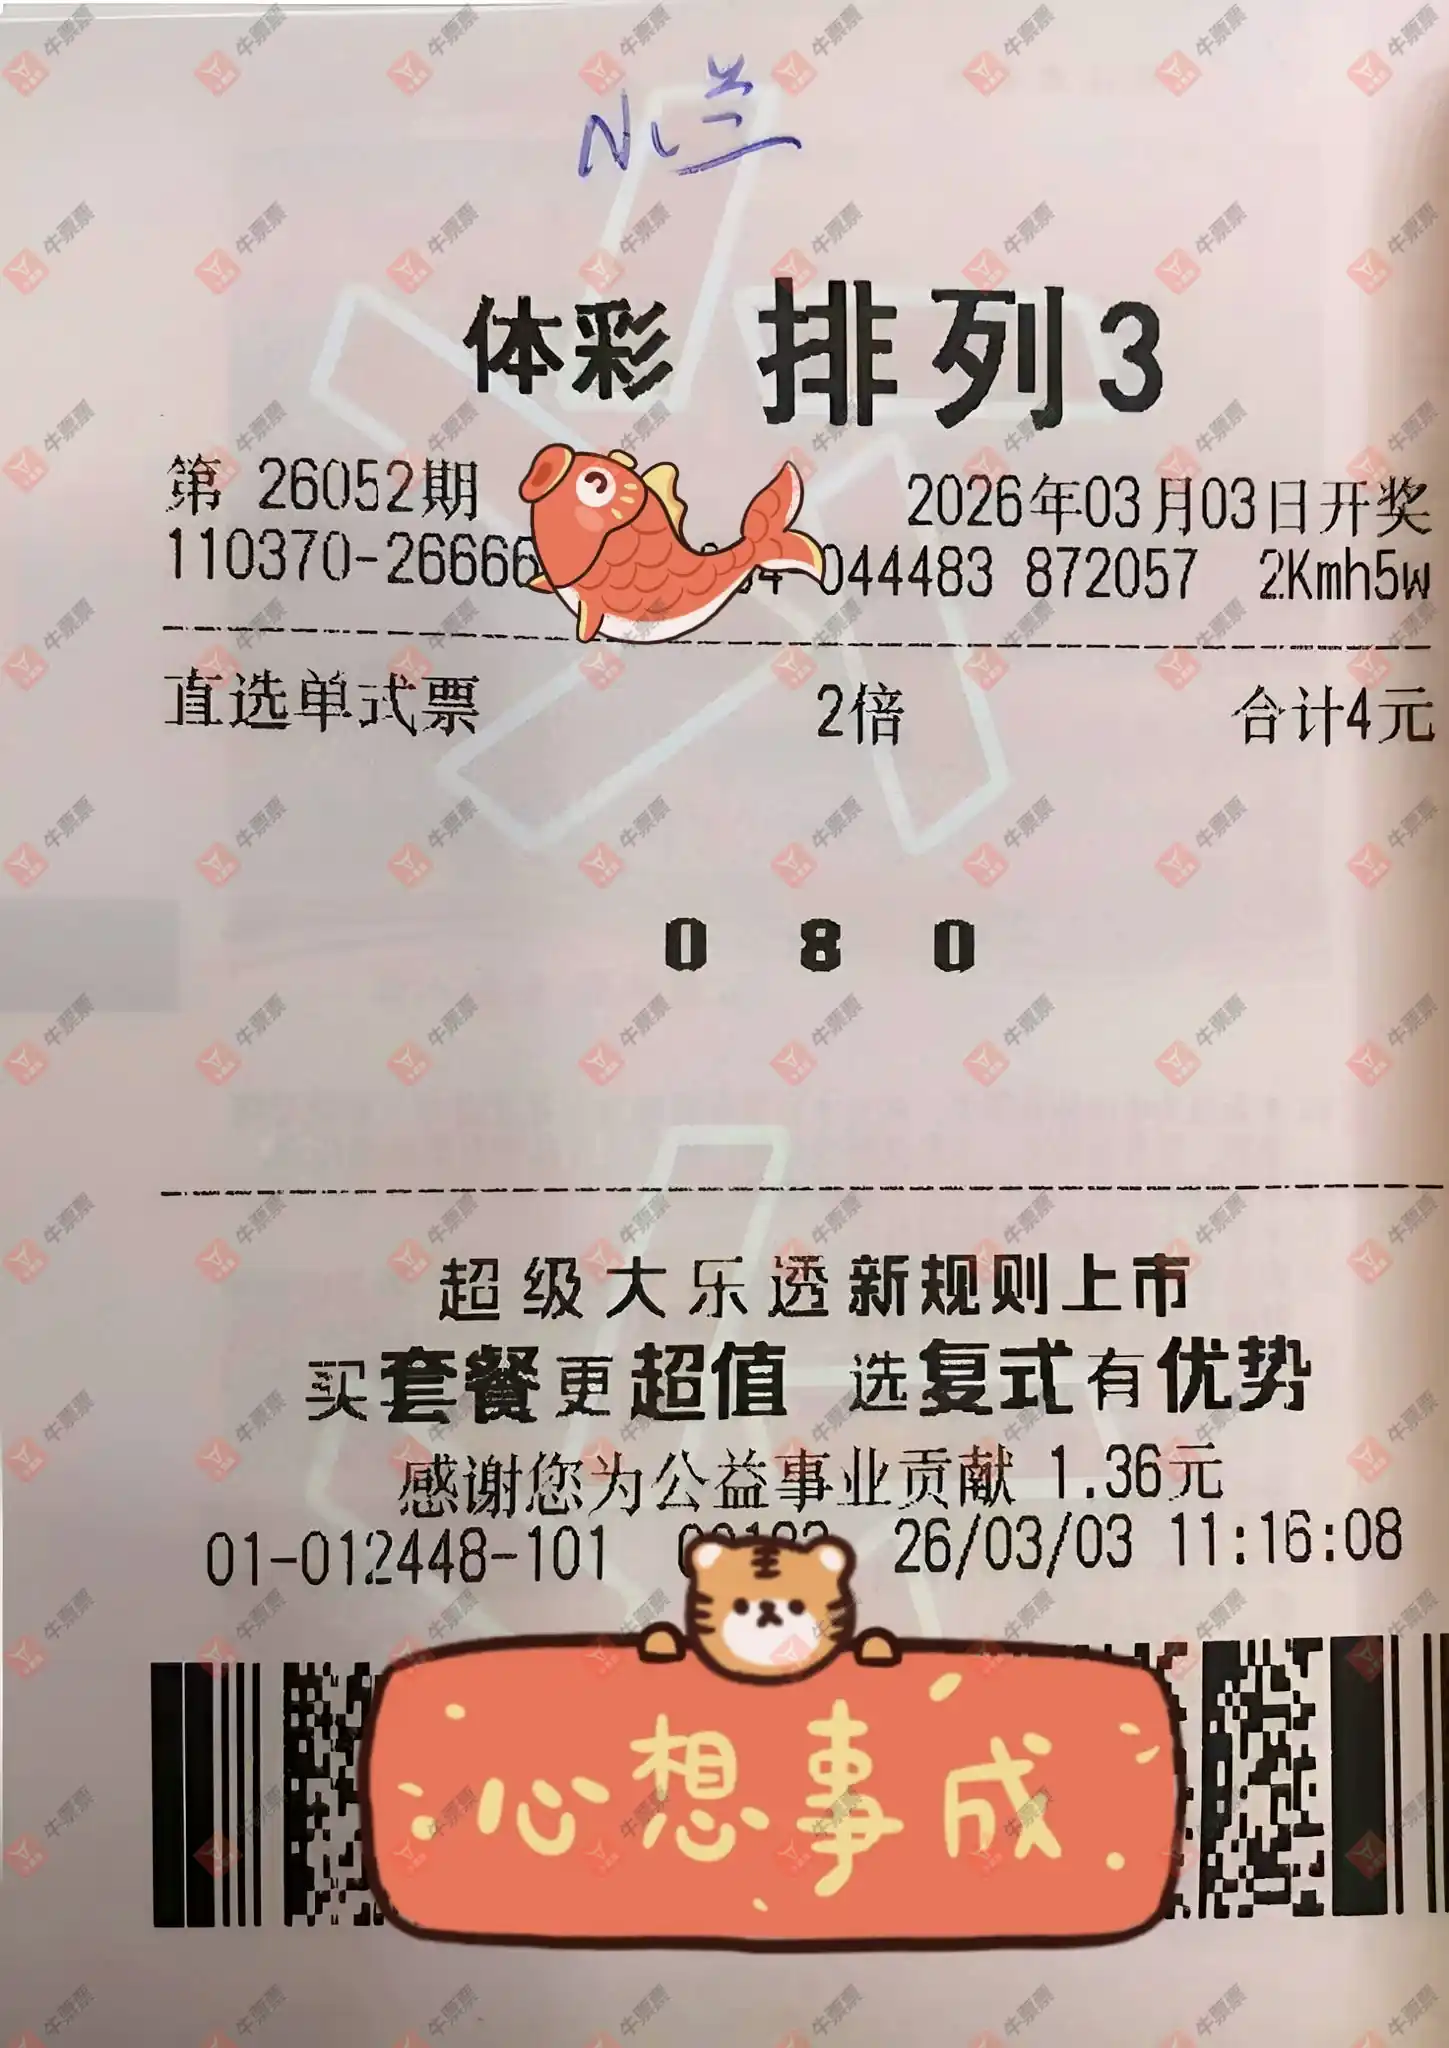 体彩 排列3
第 26052期 2026年03月03日开奖
110370-26666 044483 872057 2Kmh5w
直选单式票 2倍 合计4元
0 8 0
超级大乐透新规则上市
买套餐更超值 选复式有优势
感谢您为公益事业贡献 1.36元
01-012448-101 26/03/03 11:16:08
心想事成
牛票票